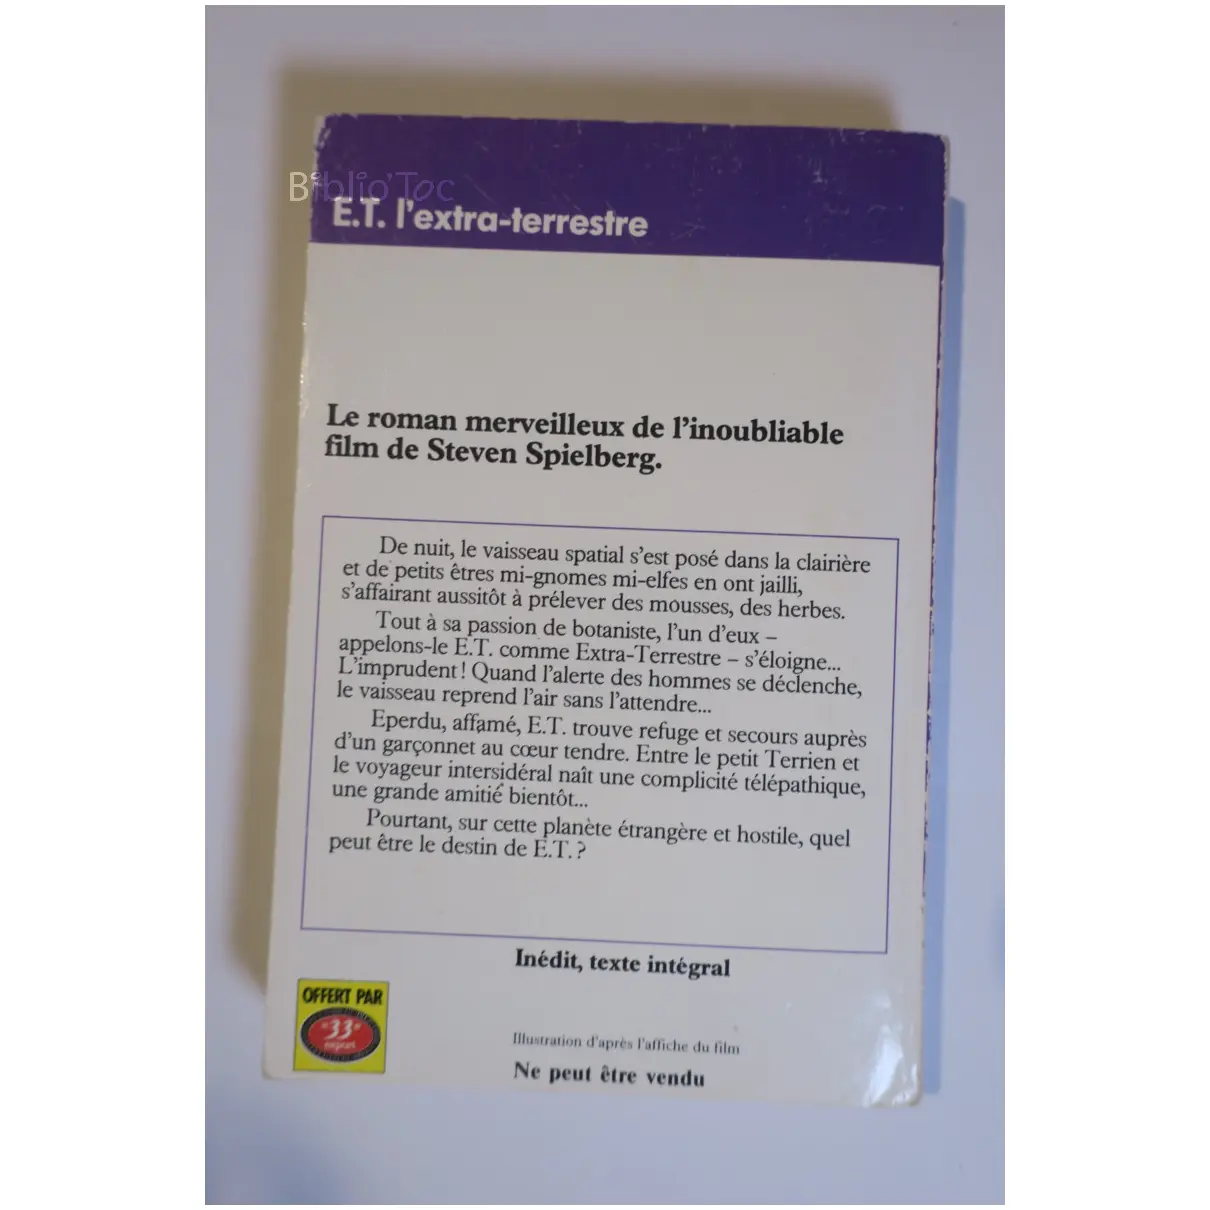 Biblio'Toc
E.T. l'extra-terrestre
Le roman merveilleux de l'inoubliable
film de Steven Spielberg.
De nuit, le vaisseau spatial s'est posé dans la clairière
et de petits êtres mi-gnomes mi-elfes en ont jailli,
s'affairant aussitôt à prélever des mousses, des herbes.
Tout à sa passion de botaniste, l'un d'eux –
appelons-le E.T. comme Extra-Terrestre – s'éloigne...
L'imprudent ! Quand l'alerte des hommes se déclenche,
le vaisseau reprend l'air sans l'attendre...
Eperdu, affamé, E.T. trouve refuge et secours auprès
d'un garçonnet au cœur tendre. Entre le petit Terrien et
le voyageur intersidéral naît une complicité télépathique,
une grande amitié bientôt...
Pourtant, sur cette planète étrangère et hostile, quel
peut être le destin de E.T. ?
Inédit, texte intégral
OFFERT PAR
"33"
export
Illustration d'après l'affiche du film
Ne peut être vendu